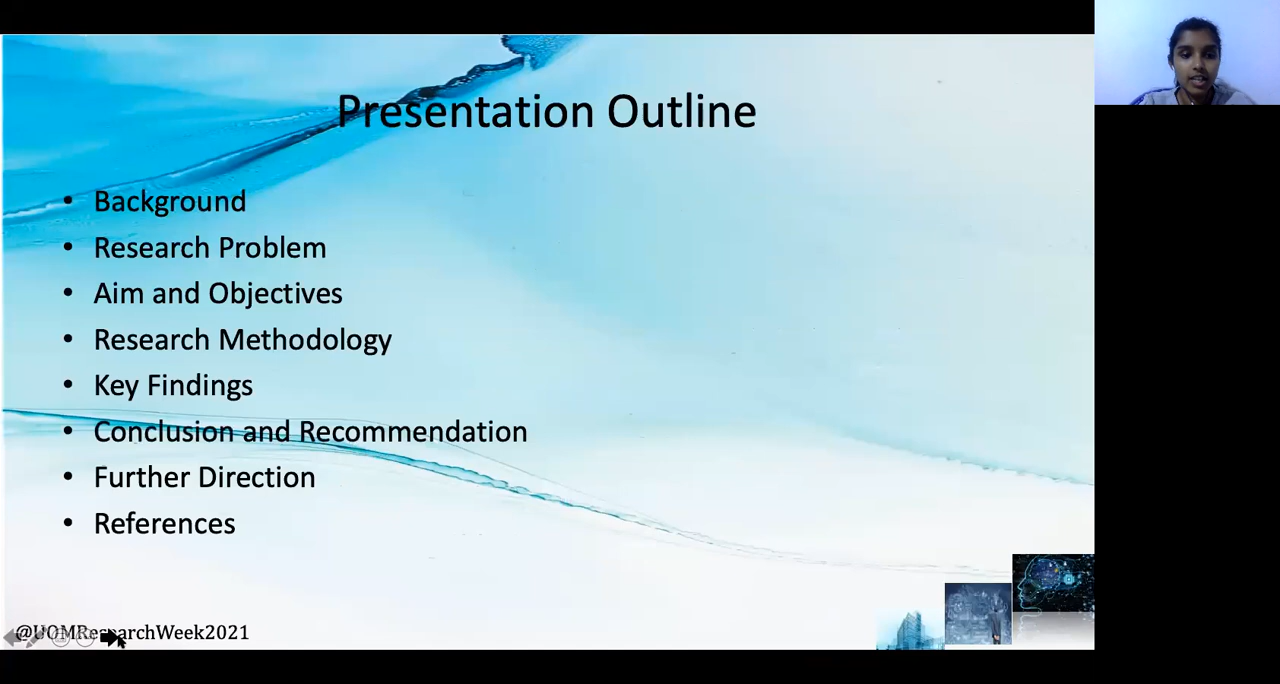 Presentation Outline
• Background
• Research Problem
• Aim and Objectives
• Research Methodology
• Key Findings
• Conclusion and Recommendation
• Further Direction
• References
@UOMResearchWeek2021